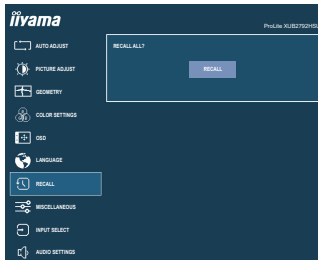 iiyama
ProLite XUB2792HSU
AUTO ADJUST
RECALL ALL?
PICTURE ADJUST
RECALL
GEOMETRY
COLOR SETTINGS
OSD
LANGUAGE
RECALL
MISCELLANEOUS
INPUT SELECT
AUDIO SETTINGS